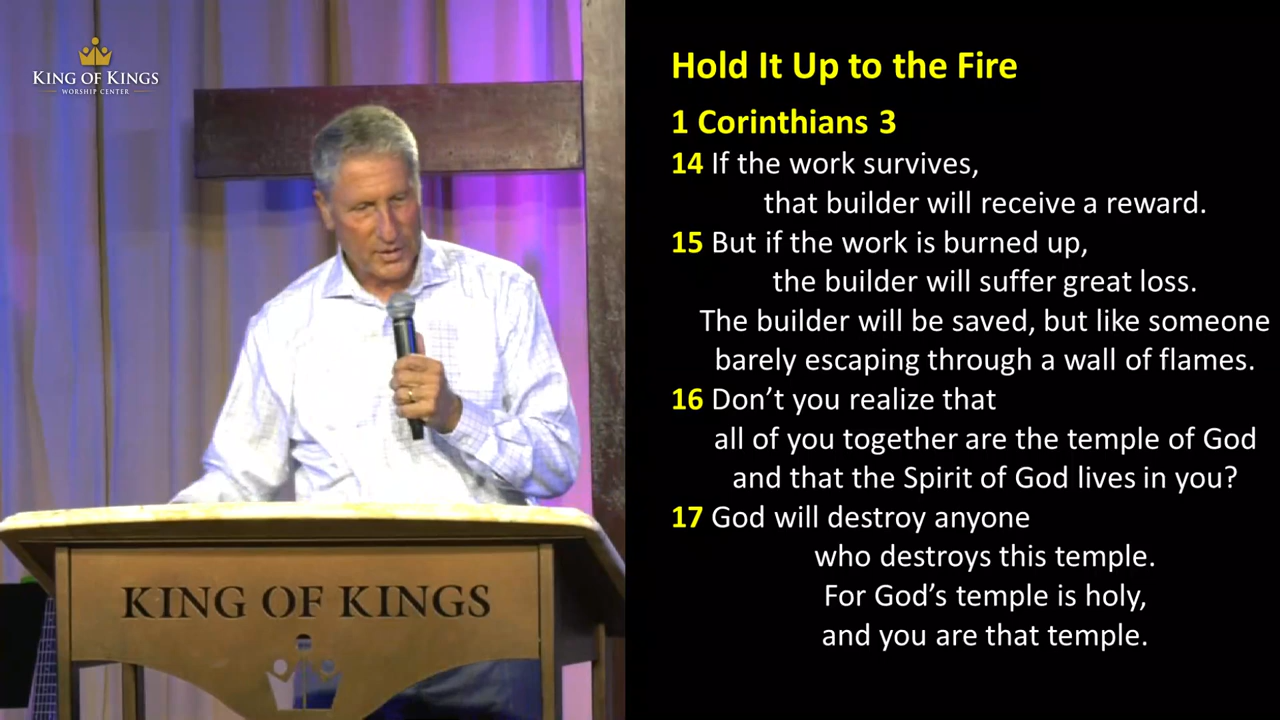 KING OF KINGS
WORSHIP CENTER
KING OF KINGS
Hold It Up to the Fire
1 Corinthians 3
14 If the work survives,
that builder will receive a reward.
15 But if the work is burned up,
the builder will suffer great loss.
The builder will be saved, but like someone
barely escaping through a wall of flames.
16 Don’t you realize that
all of you together are the temple of God
and that the Spirit of God lives in you?
17 God will destroy anyone
who destroys this temple.
For God’s temple is holy,
and you are that temple.